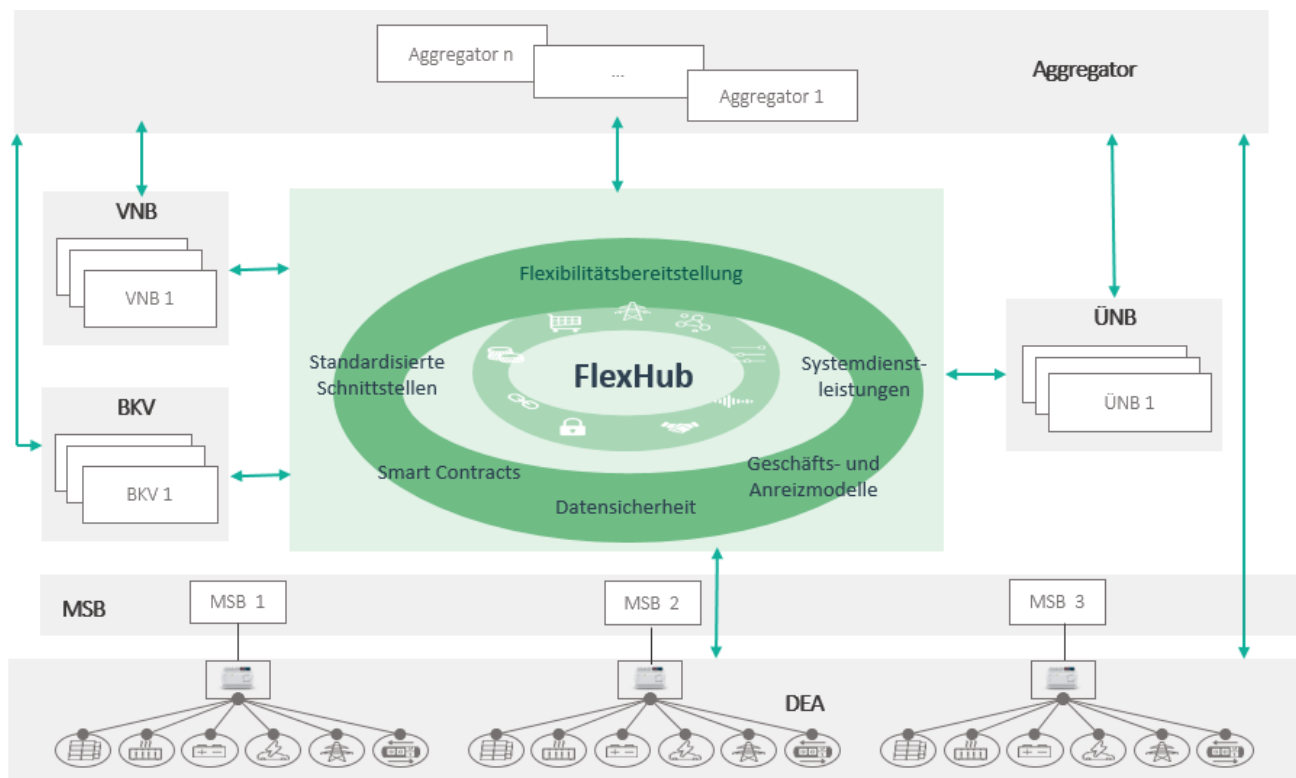 Aggregator n
...
Aggregator 1
Aggregator
VNB
VNB 1
BKV
BKV 1
Flexibilitätsbereitstellung
Standardisierte
Schnittstellen
FlexHub
Systemdienst-
leistungen
Smart Contracts
Geschäfts- und
Anreizmodelle
Datensicherheit
ÜNB
ÜNB 1
MSB
MSB 1
MSB 2
MSB 3
DEA